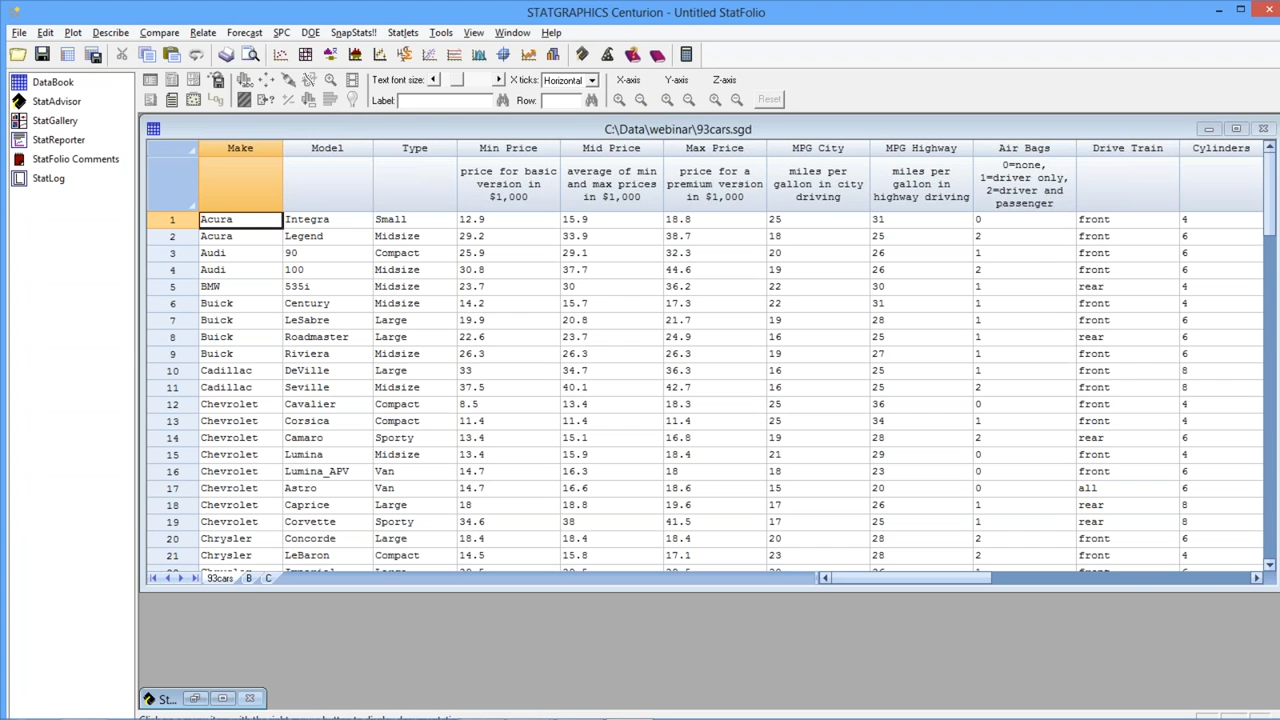 STATGRAPHICS Centurion - Untitled StatFolio
File Edit Plot Describe Compare Relate Forecast SPC DOE SnapStats!! StatLets Tools View Window Help
Text font size: X ticks: Horizontal X-axis Y-axis axis
Label: Row: Reset
Log
DataBook
StatAdvisor
StatGallery
StatReporter
StatFolio Comments
StatLog
C:\Data\webinar\93cars.sgd
Make Model Type Min Price Mid Price Max Price MPG City MPG Highway Air Bags Drive Train Cylinders
price for basic version in $1,000
average of min and max prices in $1,000
price for a premium version in $1,000
miles per gallon in city driving
miles per gallon in highway driving
0=none, 1=driver only, 2=driver and passenger
1 Acura Integra Small 12.9 15.9 18.8 25 31 0 front 4
2 Acura Legend Midsize 29.2 33.9 38.7 18 25 2 front 6
3 Audi 90 Compact 25.9 29.1 32.3 20 26 1 front 6
4 Audi 100 Midsize 30.8 37.7 44.6 19 26 2 front 6
5 BMW 535i Midsize 23.7 30 36.2 22 30 1 rear 4
6 Buick Century Midsize 14.2 15.7 17.3 22 31 1 front 4
7 Buick LeSabre Large 19.9 20.8 21.7 19 28 1 front 6
8 Buick Roadmaster Large 22.6 23.7 24.9 16 25 1 rear 6
9 Buick Riviera Midsize 26.3 26.3 26.3 19 27 1 front 6
10 Cadillac DeVille Large 33 34.7 36.3 16 25 1 front 8
11 Cadillac Seville Midsize 37.5 40.1 42.7 16 25 2 front 8
12 Chevrolet Cavalier Compact 8.5 13.4 18.3 25 36 0 front 4
13 Chevrolet Corsica Compact 11.4 11.4 11.4 25 34 1 front 4
14 Chevrolet Camaro Sporty 13.4 15.1 16.8 19 28 2 rear 6
15 Chevrolet Lumina Midsize 13.4 15.9 18.4 21 29 0 front 4
16 Chevrolet Lumina_APV Van 14.7 16.3 18 18 23 0 front 6
17 Chevrolet Astro Van 14.7 16.6 18.6 15 20 0 all 6
18 Chevrolet Caprice Large 18 18.8 19.6 17 26 1 rear 8
19 Chevrolet Corvette Sporty 34.6 38 41.5 17 25 1 rear 8
20 Chrysler Concorde Large 18.4 18.4 18.4 20 28 2 front 6
21 Chrysler LeBaron Compact 14.5 15.8 17.1 23 28 2 front 4
93cars B C
St...